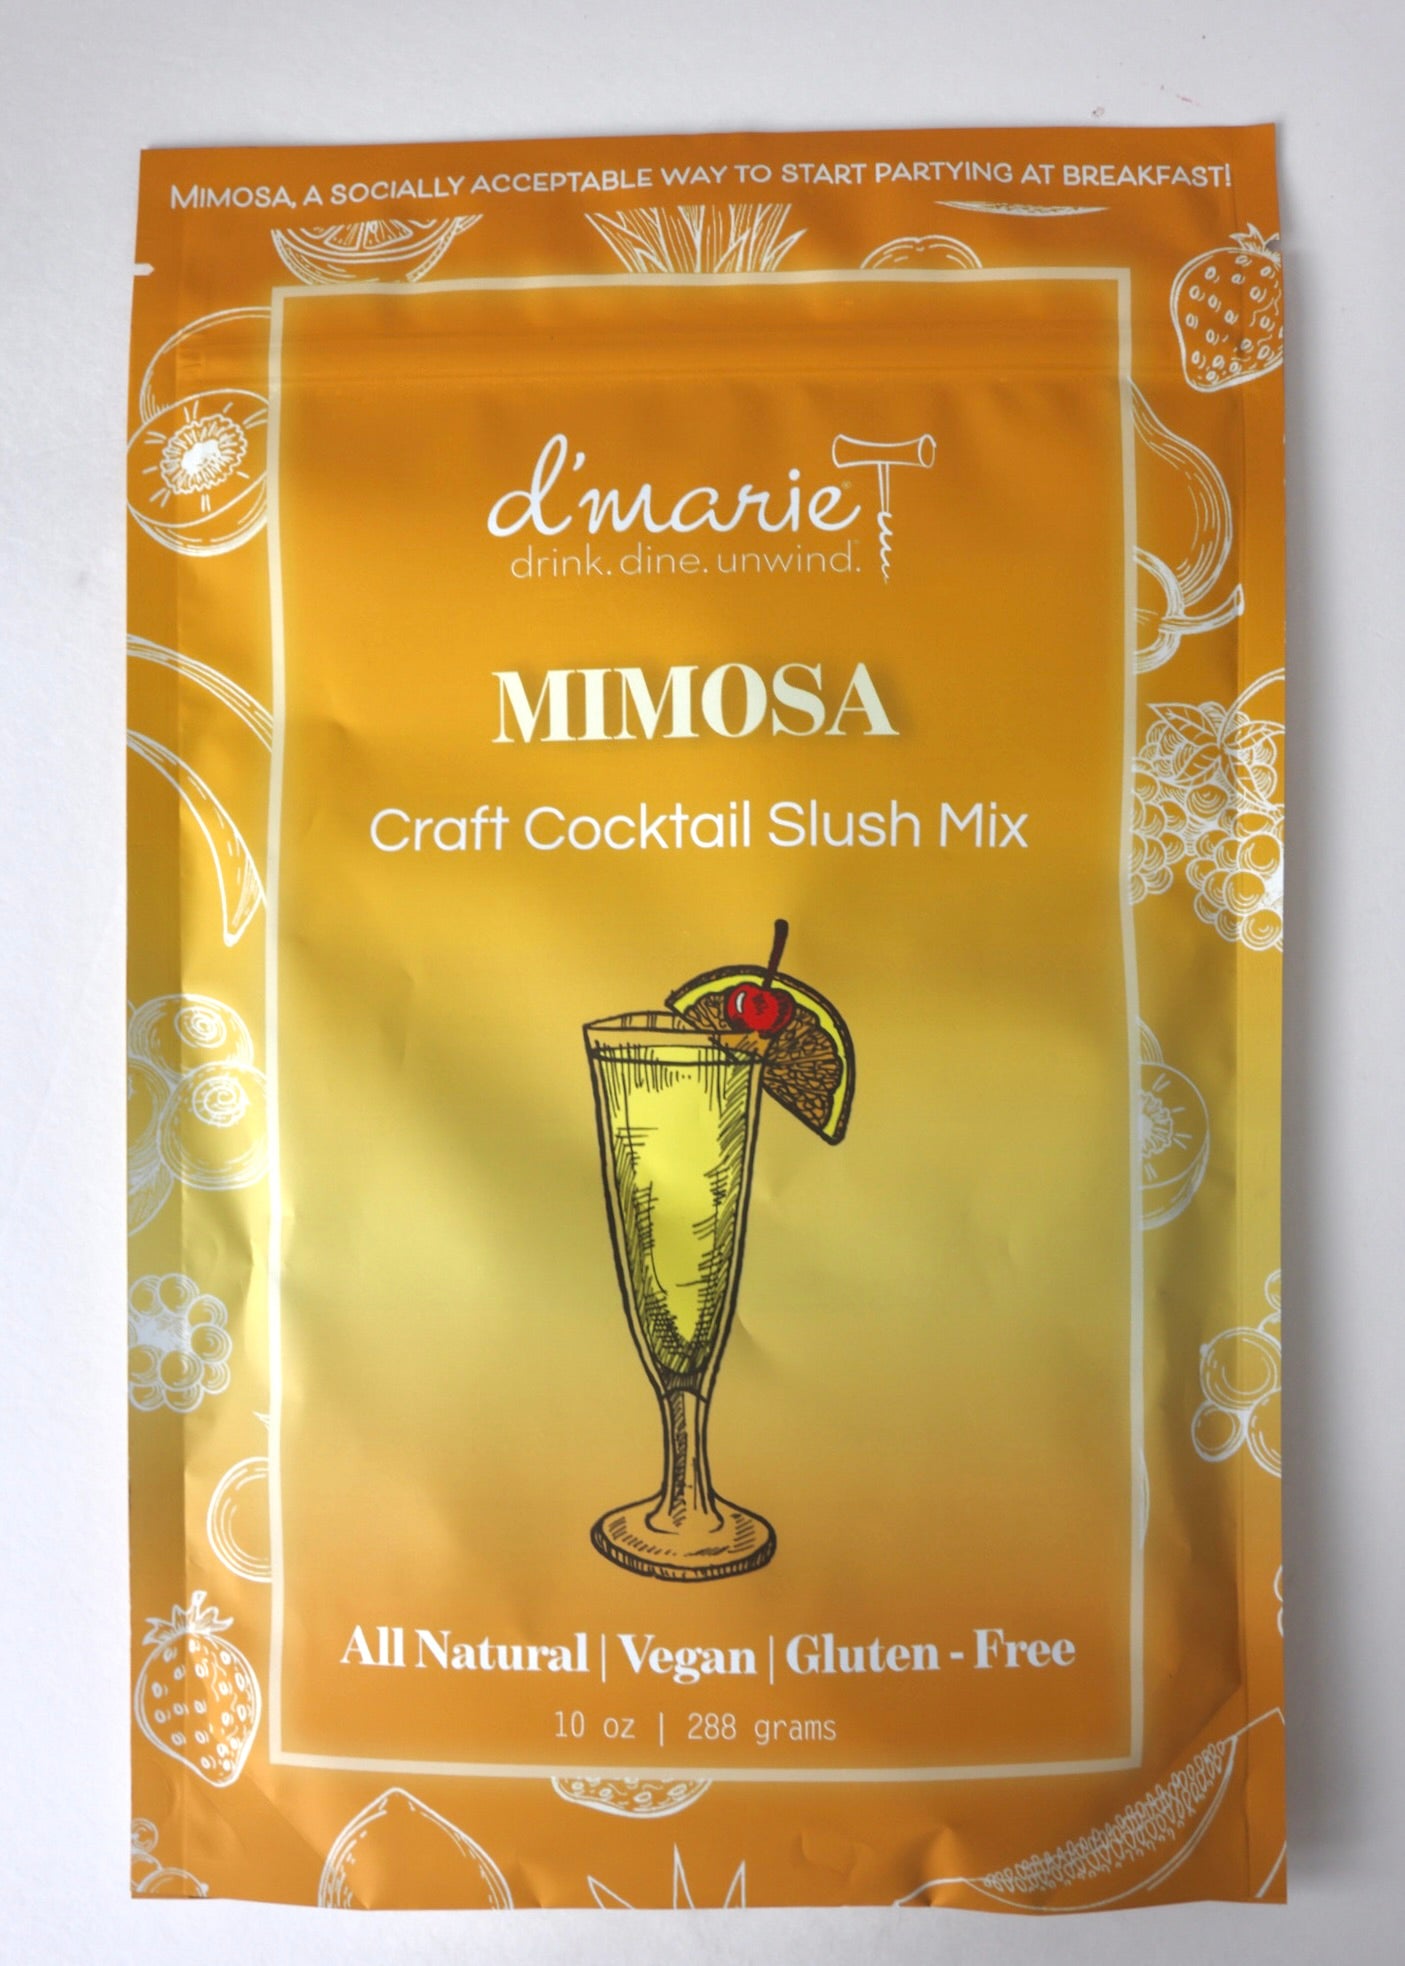 MIMOSA, A SOCIALLY ACCEPTABLE WAY TO START PARTYING AT BREAKFAST!
d'marie®
drink. dine. unwind.
MIMOSA
Craft Cocktail Slush Mix
All Natural | Vegan | Gluten - Free
10 oz | 288 grams